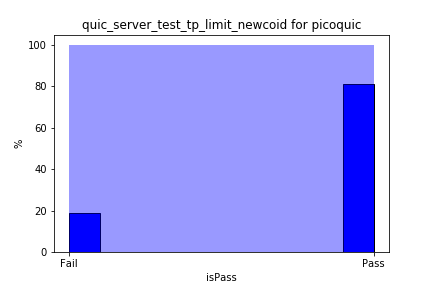 quic_server_test_tp_limit_newcoid for picoquic
100
80
60
40
20
0
%
Fail
Pass
isPass